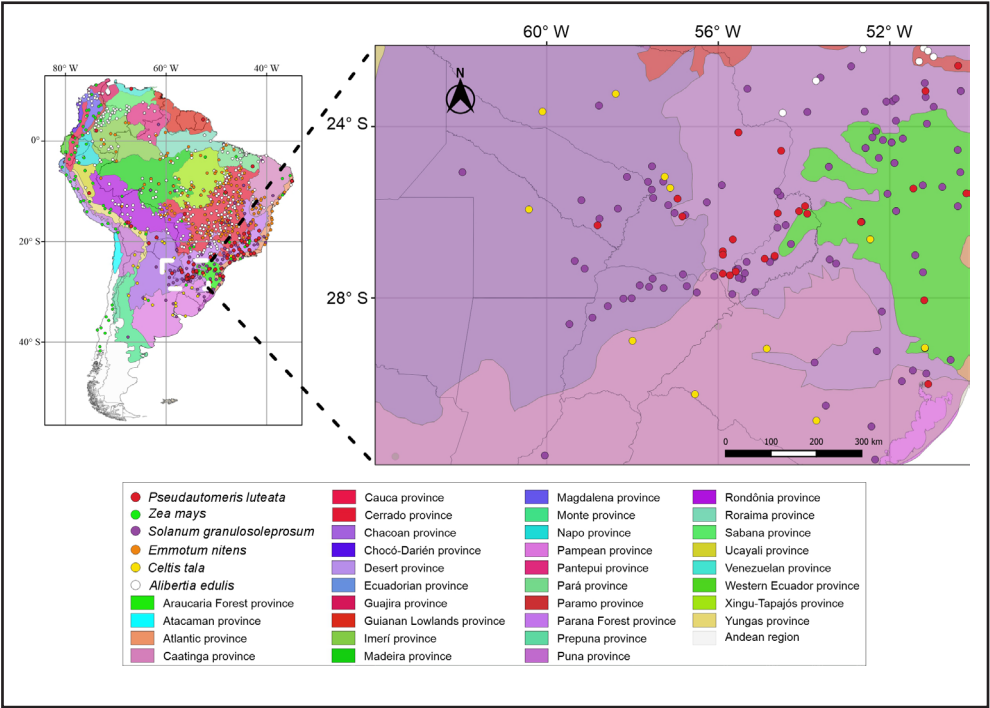 60° W 56° W 52° W
80° W 60° W 40° W
N
0°
24° S
20° S
28° S
40° S
0 100 200 300 km
Pseudautomeris luteata
Zea mays
Solanum granulosoleprosum
Emmotum nitens
Celtis tala
Alibertia edulis
Araucaria Forest province
Atacaman province
Atlantic province
Caatinga province
Cauca province
Cerrado province
Chacoan province
Chocó-Darién province
Desert province
Ecuadorian province
Guajira province
Guianan Lowlands province
Imerí province
Madeira province
Magdalena province
Monte province
Napo province
Pampean province
Pantepui province
Pará province
Paramo province
Parana Forest province
Prepuna province
Puna province
Rondônia province
Roraima province
Sabana province
Ucayali province
Venezuelan province
Western Ecuador province
Xingu-Tapajós province
Yungas province
Andean region